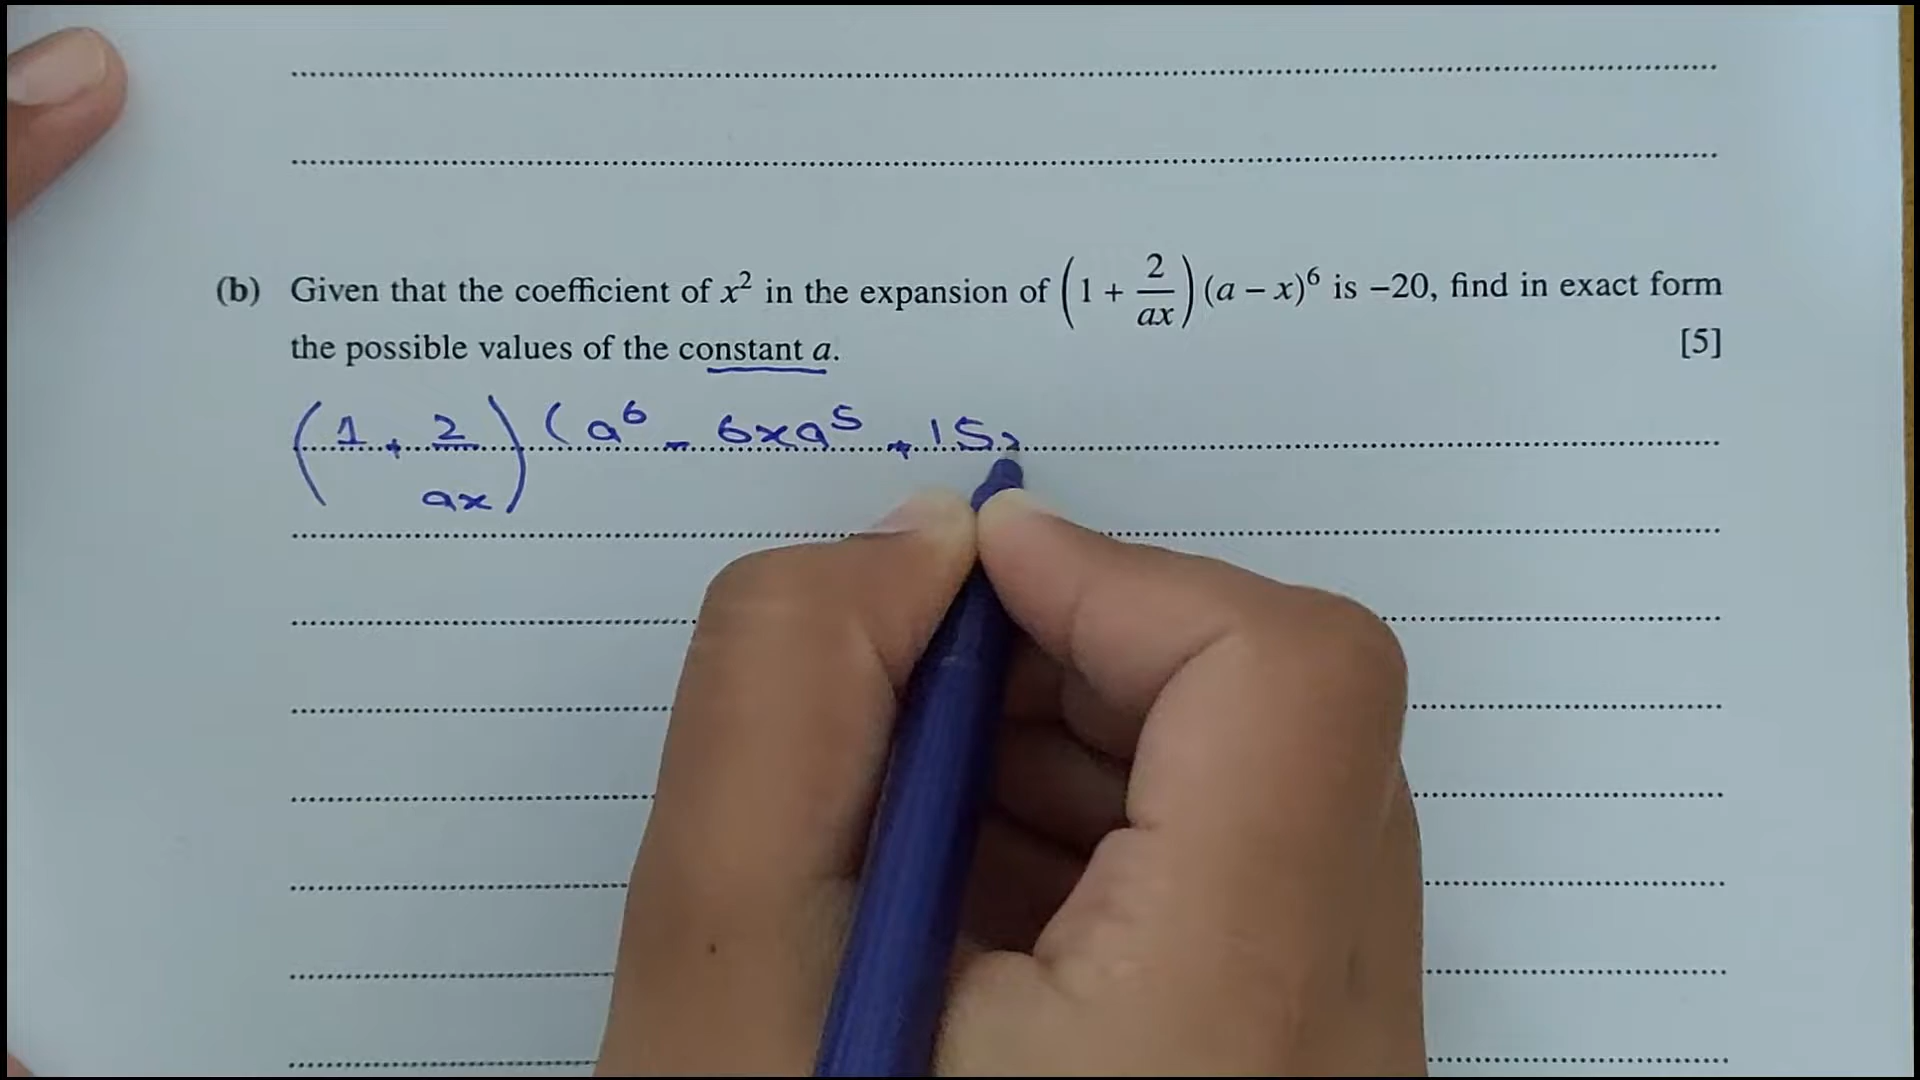 (b) Given that the coefficient of x² in the expansion of (1 + 2/ax)(a − x)⁶ is −20, find in exact form
the possible values of the constant a. [5]
(1 + 2/ax) (a⁶ - 6xa⁵ + 15